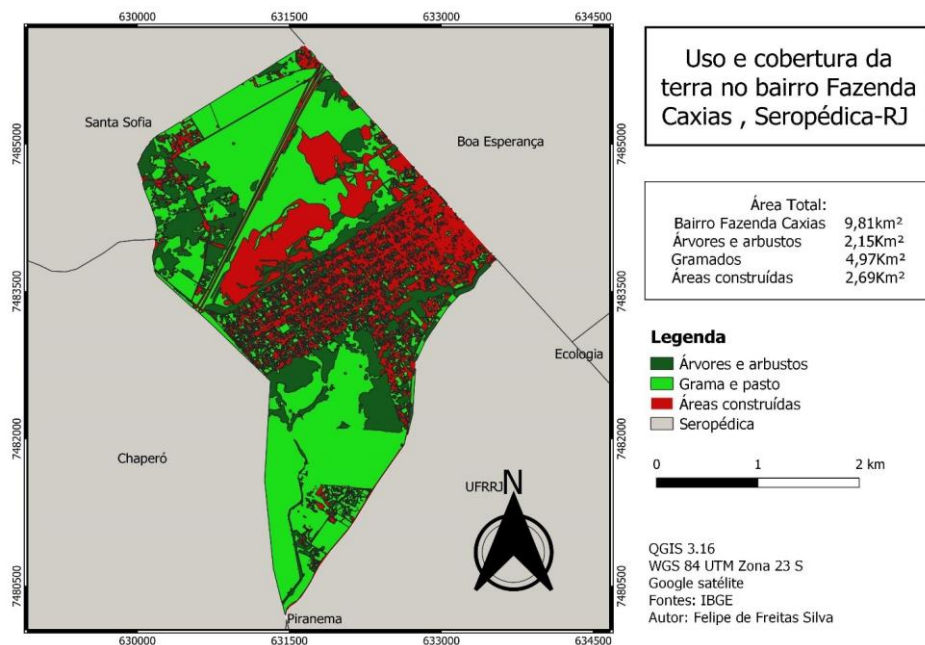 630000 631500 633000 634500
Uso e cobertura da
terra no bairro Fazenda
Caxias , Seropédica-RJ
Santa Sofia
Boa Esperança
7485000
7485000
Área Total:
Bairro Fazenda Caxias 9,81km²
Árvores e arbustos 2,15Km²
Gramados 4,97Km²
Áreas construídas 2,69Km²
7483500
7483500
Ecologia
Legenda
Árvores e arbustos
Grama e pasto
Áreas construídas
Seropédica
7482000
7482000
Chaperó
0 1 2 km
UFRRJ
N
QGIS 3.16
WGS 84 UTM Zona 23 S
Google satélite
Fontes: IBGE
Autor: Felipe de Freitas Silva
7480500
7480500
Piranema
630000 631500 633000 634500